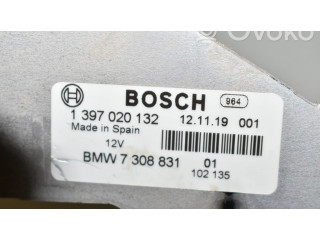 Ovoko
BOSCH 964
1 397 020 132 12.11.19 001
Made in Spain
12V
BMW 7 308 831 01
102 135